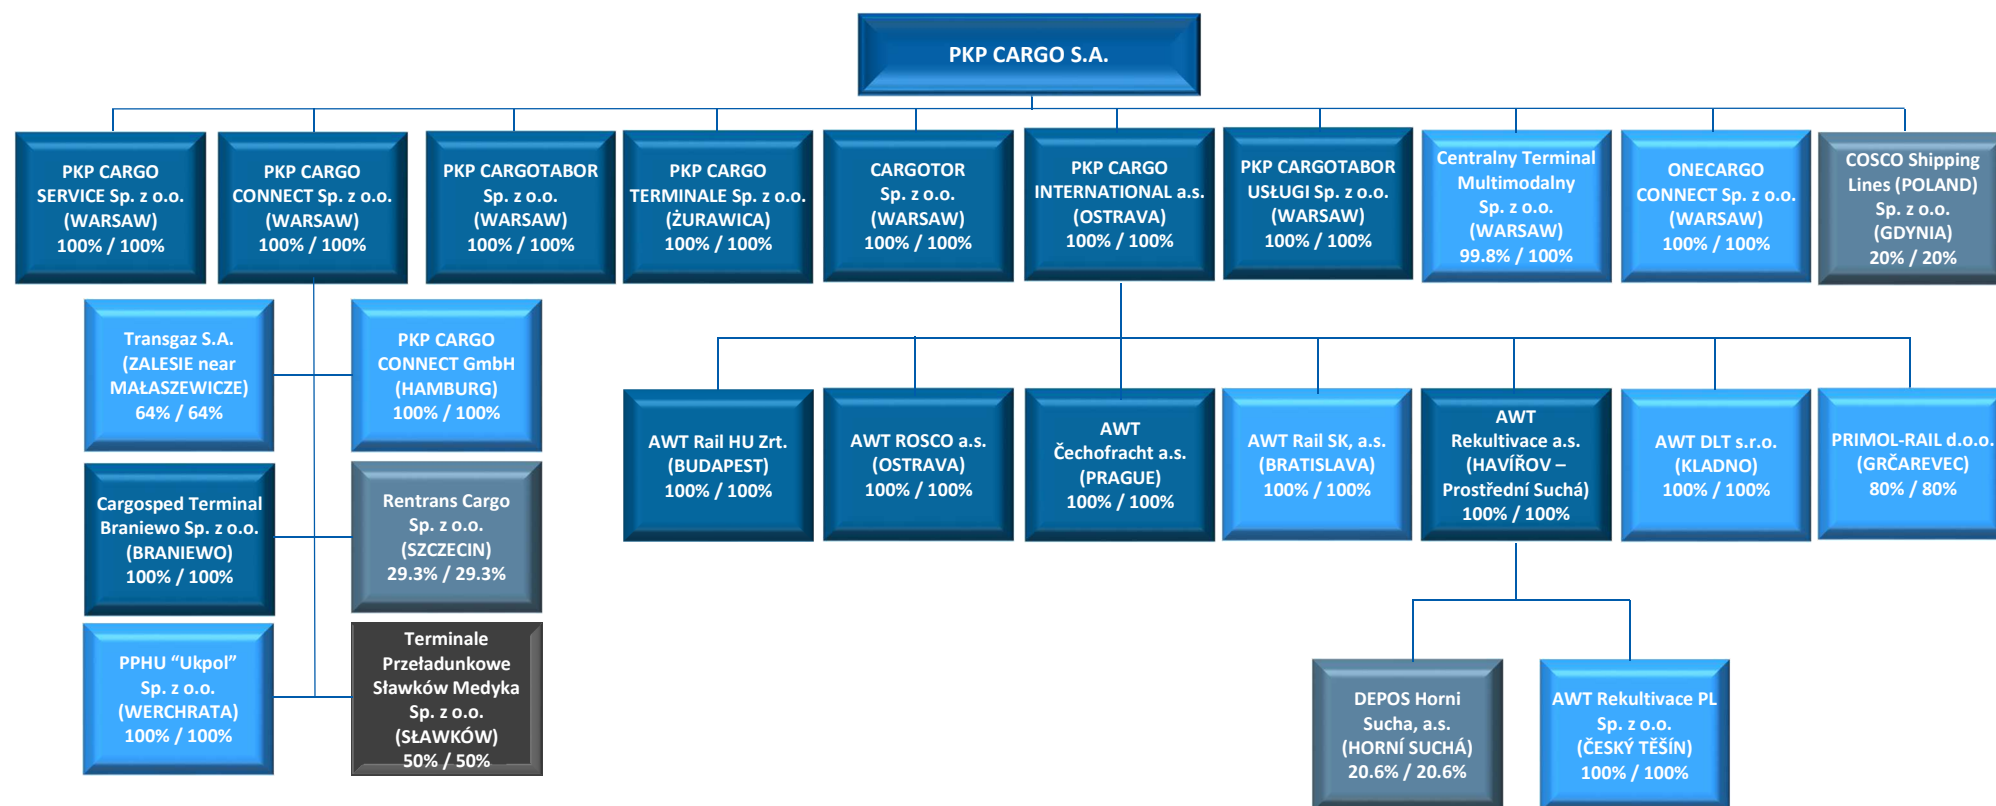 PKP CARGO S.A.
PKP CARGO
SERVICE Sp. z o.o.
(WARSAW)
100% / 100%
PKP CARGO
CONNECT Sp. z o.o.
(WARSAW)
100% / 100%
PKP CARGOTABOR
Sp. z o.o.
(WARSAW)
100% / 100%
PKP CARGO
TERMINALE Sp. z o.o.
(ŻURAWICA)
100% / 100%
CARGOTOR
Sp. z o.o.
(WARSAW)
100% / 100%
PKP CARGO
INTERNATIONAL a.s.
(OSTRAVA)
100% / 100%
PKP CARGOTABOR
USŁUGI Sp. z o.o.
(WARSAW)
100% / 100%
Centralny Terminal
Multimodalny
Sp. z o.o.
(WARSAW)
99.8% / 100%
ONECARGO
CONNECT Sp. z o.o.
(WARSAW)
100% / 100%
COSCO Shipping
Lines (POLAND)
Sp. z o.o.
(GDYNIA)
20% / 20%
Transgaz S.A.
(ZALESIE near
MAŁASZEWICZE)
64% / 64%
PKP CARGO
CONNECT GmbH
(HAMBURG)
100% / 100%
Cargosped Terminal
Braniewo Sp. z o.o.
(BRANIEWO)
100% / 100%
Rentrans Cargo
Sp. z o.o.
(SZCZECIN)
29.3% / 29.3%
PPHU “Ukpol”
Sp. z o.o.
(WERCHRATA)
100% / 100%
Terminale
Przeładunkowe
Sławków Medyka
Sp. z o.o.
(SŁAWKÓW)
50% / 50%
AWT Rail HU Zrt.
(BUDAPEST)
100% / 100%
AWT ROSCO a.s.
(OSTRAVA)
100% / 100%
AWT
Čechofracht a.s.
(PRAGUE)
100% / 100%
AWT Rail SK, a.s.
(BRATISLAVA)
100% / 100%
AWT
Rekultivace a.s.
(HAVÍŘOV –
Prostřední Suchá)
100% / 100%
AWT DLT s.r.o.
(KLADNO)
100% / 100%
PRIMOL-RAIL d.o.o.
(GRČAREVEC)
80% / 80%
DEPOS Horni
Sucha, a.s.
(HORNÍ SUCHÁ)
20.6% / 20.6%
AWT Rekultivace PL
Sp. z o.o.
(ČESKÝ TĚŠÍN)
100% / 100%